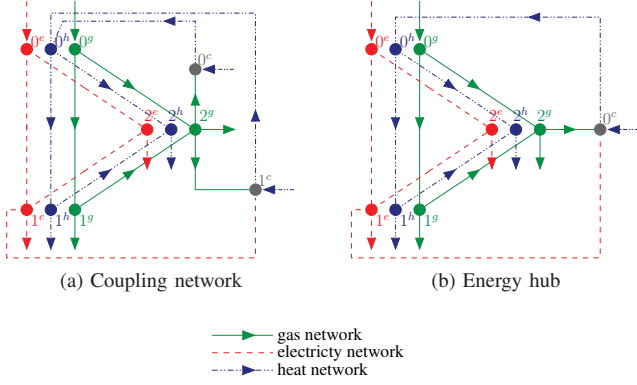 0^e 0^h 0^g 0^c
2^e 2^h 2^g
1^c
1^e 1^h 1^g
(a) Coupling network
0^e 0^h 0^g
2^e 2^h 2^g 0^c
1^e 1^h 1^g
(b) Energy hub
gas network
electricty network
heat network